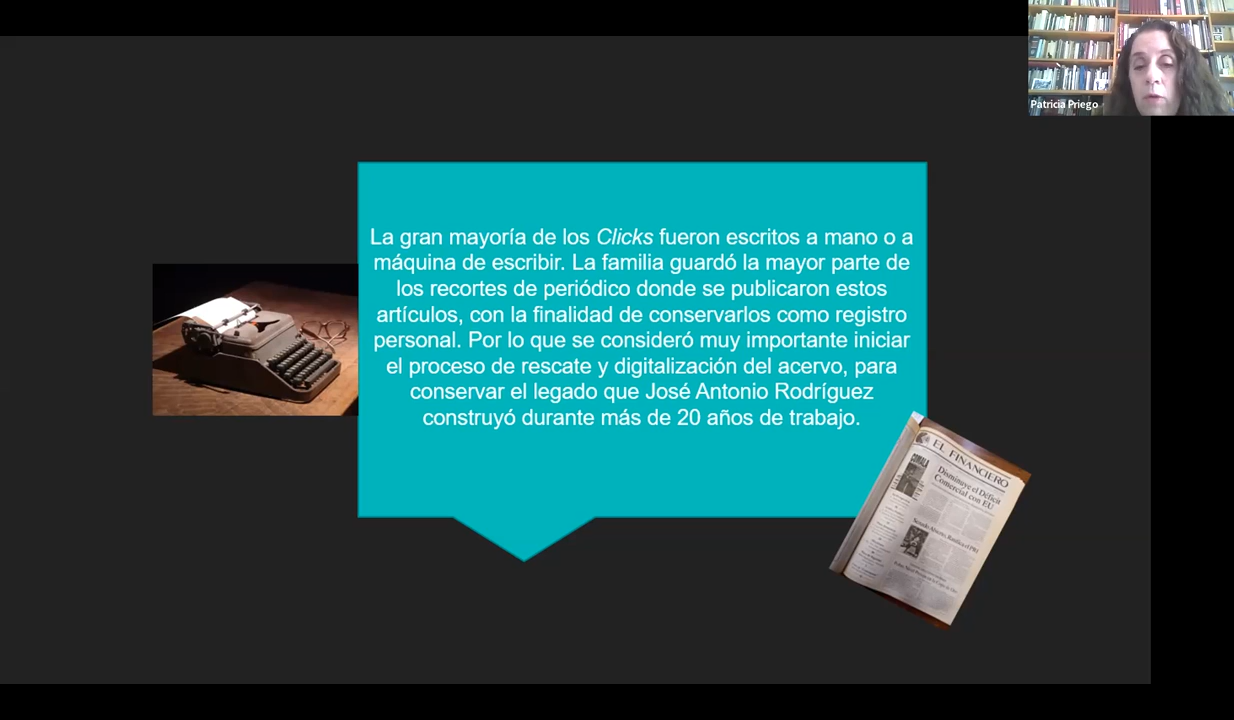 Patricia Priego
La gran mayoría de los Clicks fueron escritos a mano o a
máquina de escribir. La familia guardó la mayor parte de
los recortes de periódico donde se publicaron estos
artículos, con la finalidad de conservarlos como registro
personal. Por lo que se consideró muy importante iniciar
el proceso de rescate y digitalización del acervo, para
conservar el legado que José Antonio Rodríguez
construyó durante más de 20 años de trabajo.
EL FINANCIERO
Disminuye el Déficit
Comercial con EU